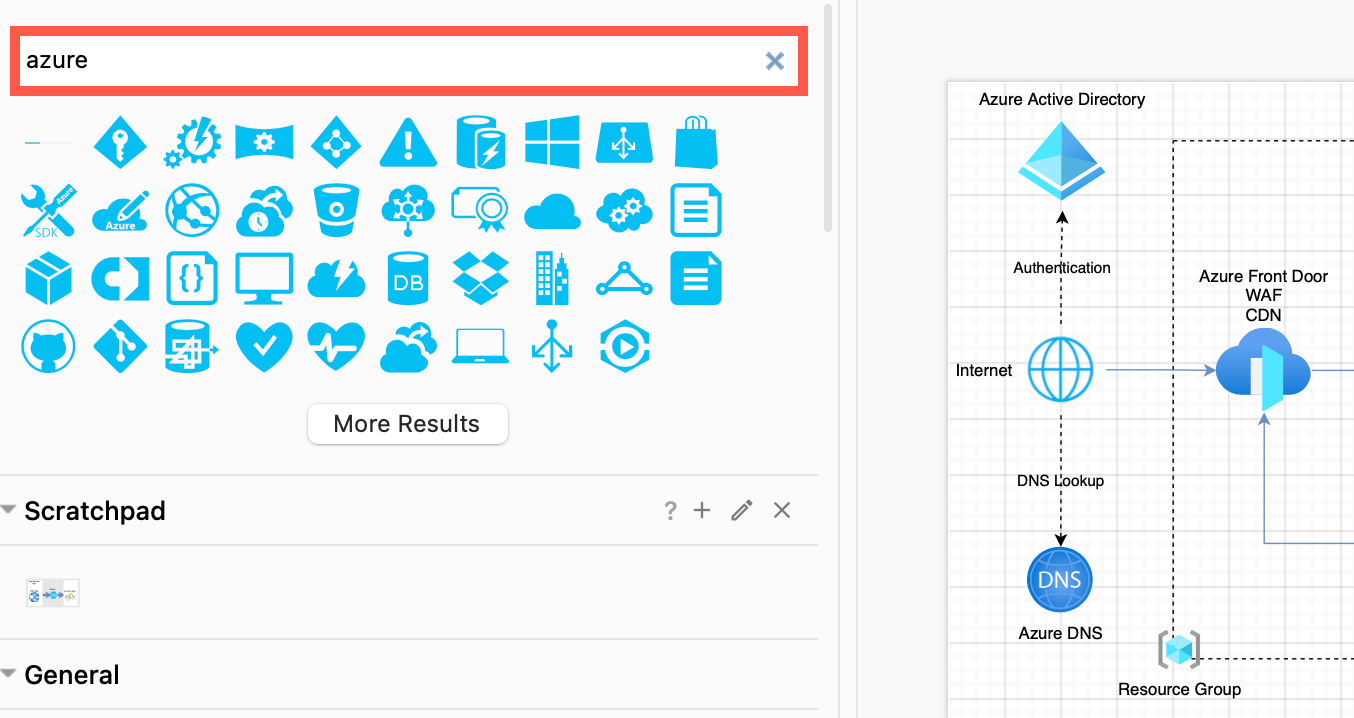 azure
Azure
SDK
Azure
DB
More Results
Scratchpad
?
General
Azure Active Directory
Authentication
Azure Front Door
WAF
CDN
Internet
DNS Lookup
DNS
Azure DNS
Resource Group